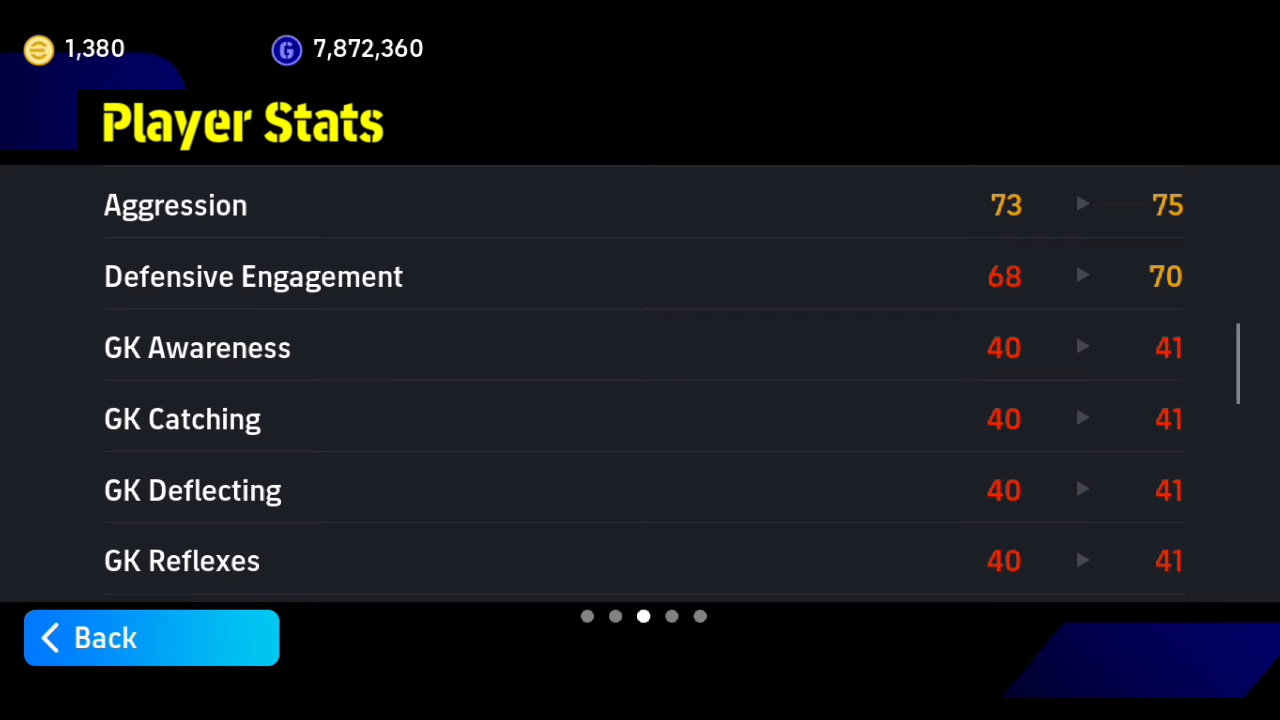 1,380 7,872,360
Player Stats
Aggression 73 75
Defensive Engagement 68 70
GK Awareness 40 41
GK Catching 40 41
GK Deflecting 40 41
GK Reflexes 40 41
Back